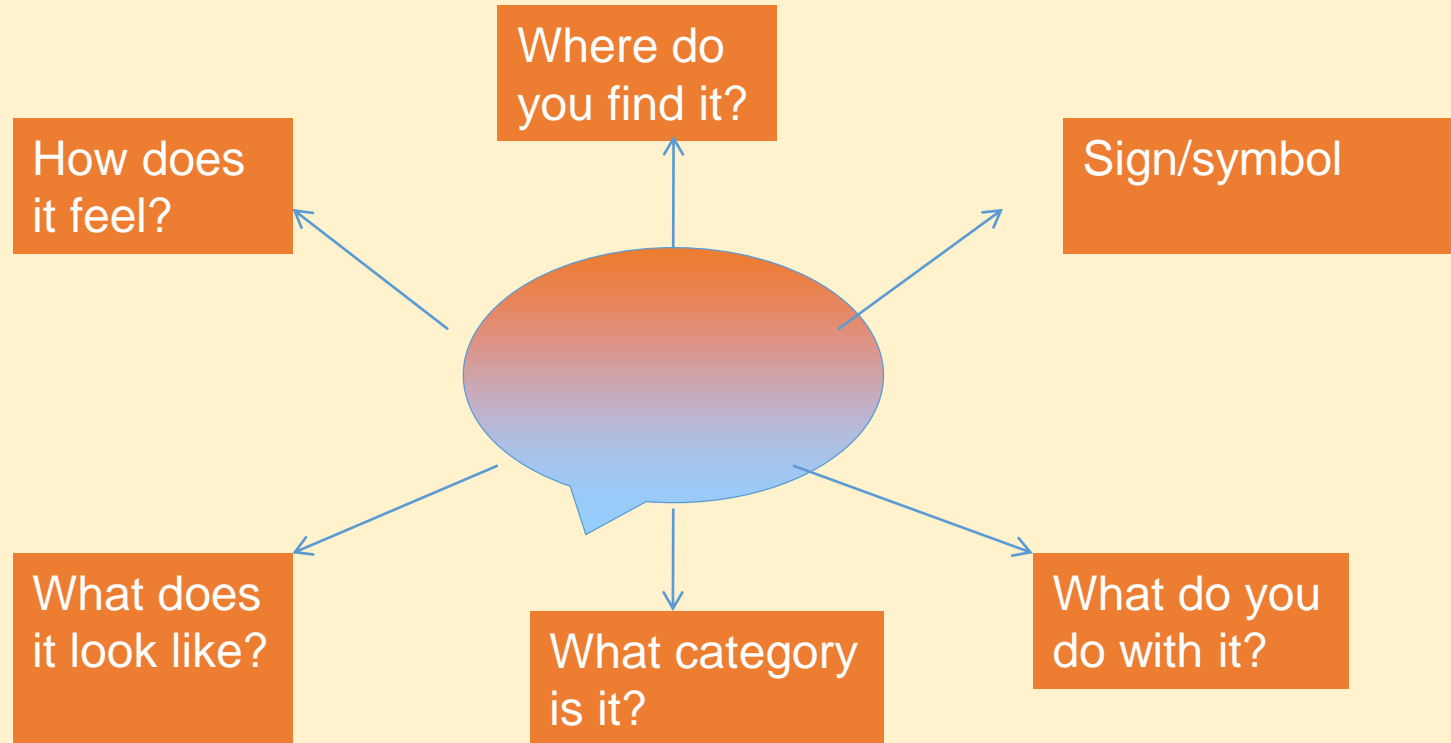 Where do
you find it?
How does
it feel?
Sign/symbol
What does
it look like?
What category
is it?
What do you
do with it?